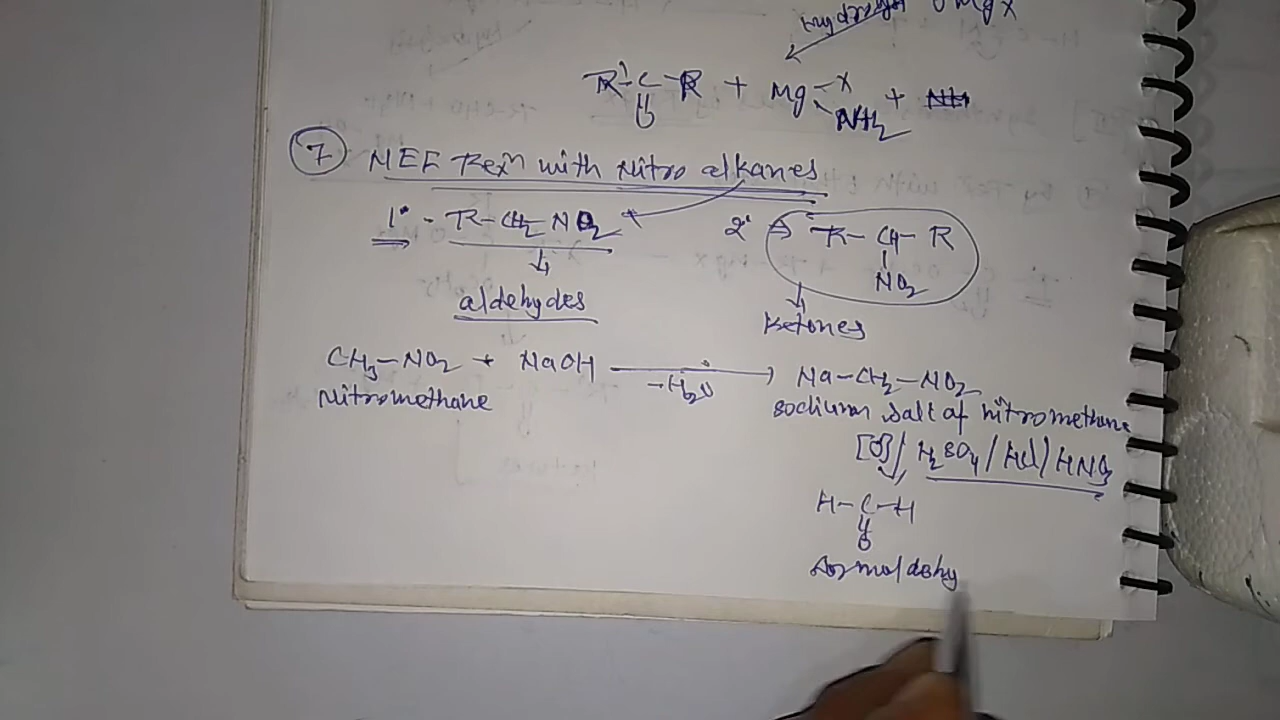 OMgX
R'-C-R + Mg-X +
O NH2
7 NEF Rexn with Nitro alkanes
1° - R-CH2-NO2 2° ⇒ R-CH-R
NO2
aldehydes
Ketones
CH3-NO2 + NaOH → Na-CH2-NO2
-H2O
Nitromethane sodium salt of nitromethane
[O]/ H2SO4/HCl/HNO3
H-C-H
O
formaldehy